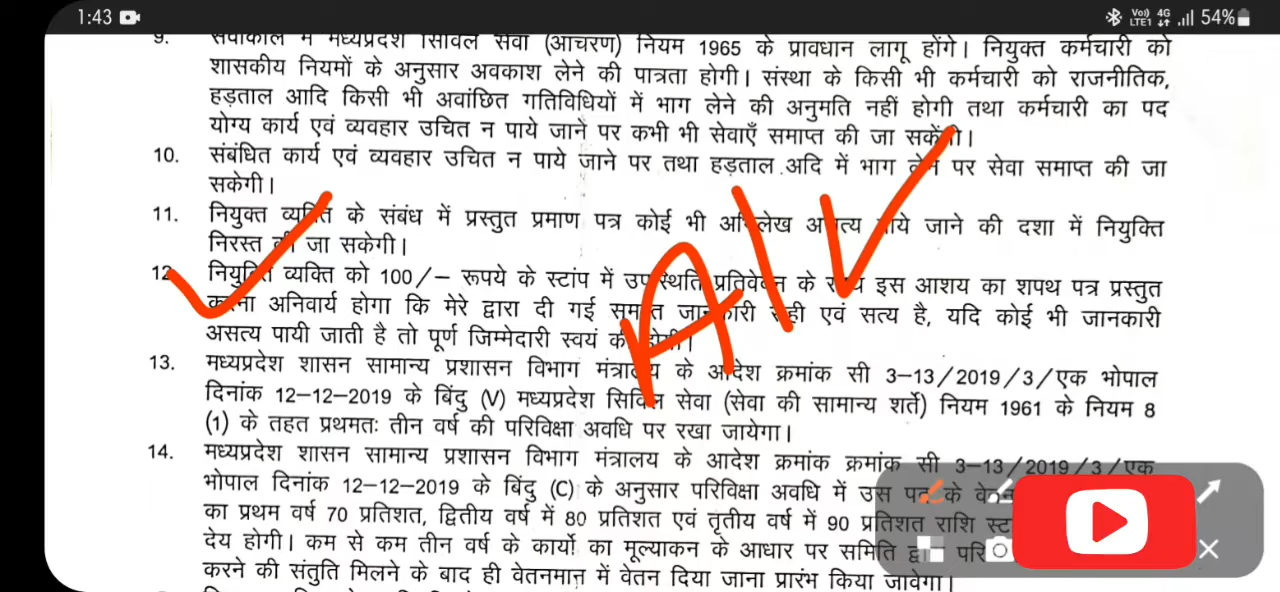 1:43 Vo)) LTE1 4G 54%
9. सेवाकाल में मध्यप्रदेश सिविल सेवा (आचरण) नियम 1965 के प्रावधान लागू होंगे। नियुक्त कर्मचारी को
शासकीय नियमों के अनुसार अवकाश लेने की पात्रता होगी। संस्था के किसी भी कर्मचारी को राजनीतिक,
हड़ताल आदि किसी भी अवांछित गतिविधियों में भाग लेने की अनुमति नहीं होगी तथा कर्मचारी का पद
योग्य कार्य एवं व्यवहार उचित न पाये जाने पर कभी भी सेवाएँ समाप्त की जा सकेंगी।
10. संबंधित कार्य एवं व्यवहार उचित न पाये जाने पर तथा हड़ताल अदि में भाग लेने पर सेवा समाप्त की जा
सकेगी।
11. नियुक्त व्यक्ति के संबंध में प्रस्तुत प्रमाण पत्र कोई भी अभिलेख असत्य पाये जाने की दशा में नियुक्ति
निरस्त की जा सकेगी।
12. नियुक्ति व्यक्ति को 100/– रूपये के स्टांप में उपस्थिति प्रतिवेदन के साथ इस आशय का शपथ पत्र प्रस्तुत
करना अनिवार्य होगा कि मेरे द्वारा दी गई समस्त जानकारी सही एवं सत्य है, यदि कोई भी जानकारी
असत्य पायी जाती है तो पूर्ण जिम्मेदारी स्वयं की होगी।
13. मध्यप्रदेश शासन सामान्य प्रशासन विभाग मंत्रालय के आदेश क्रमांक सी 3–13/2019/3/एक भोपाल
दिनांक 12–12–2019 के बिंदु (V) मध्यप्रदेश सिविल सेवा (सेवा की सामान्य शर्ते) नियम 1961 के नियम 8
(1) के तहत प्रथमतः तीन वर्ष की परिविक्षा अवधि पर रखा जायेगा।
14. मध्यप्रदेश शासन सामान्य प्रशासन विभाग मंत्रालय के आदेश क्रमांक क्रमांक सी 3–13/2019/3/एक
भोपाल दिनांक 12–12–2019 के बिंदु (C) के अनुसार परिविक्षा अवधि में उस पद के
का प्रथम वर्ष 70 प्रतिशत, द्वितीय वर्ष में 80 प्रतिशत एवं तृतीय वर्ष में 90 प्रतिशत राशि
देय होगी। कम से कम तीन वर्ष के कार्यो का मूल्याकन के आधार पर समिति
करने की संतुति मिलने के बाद ही वेतनमान में वेतन दिया जाना प्रारंभ किया जावेगा।